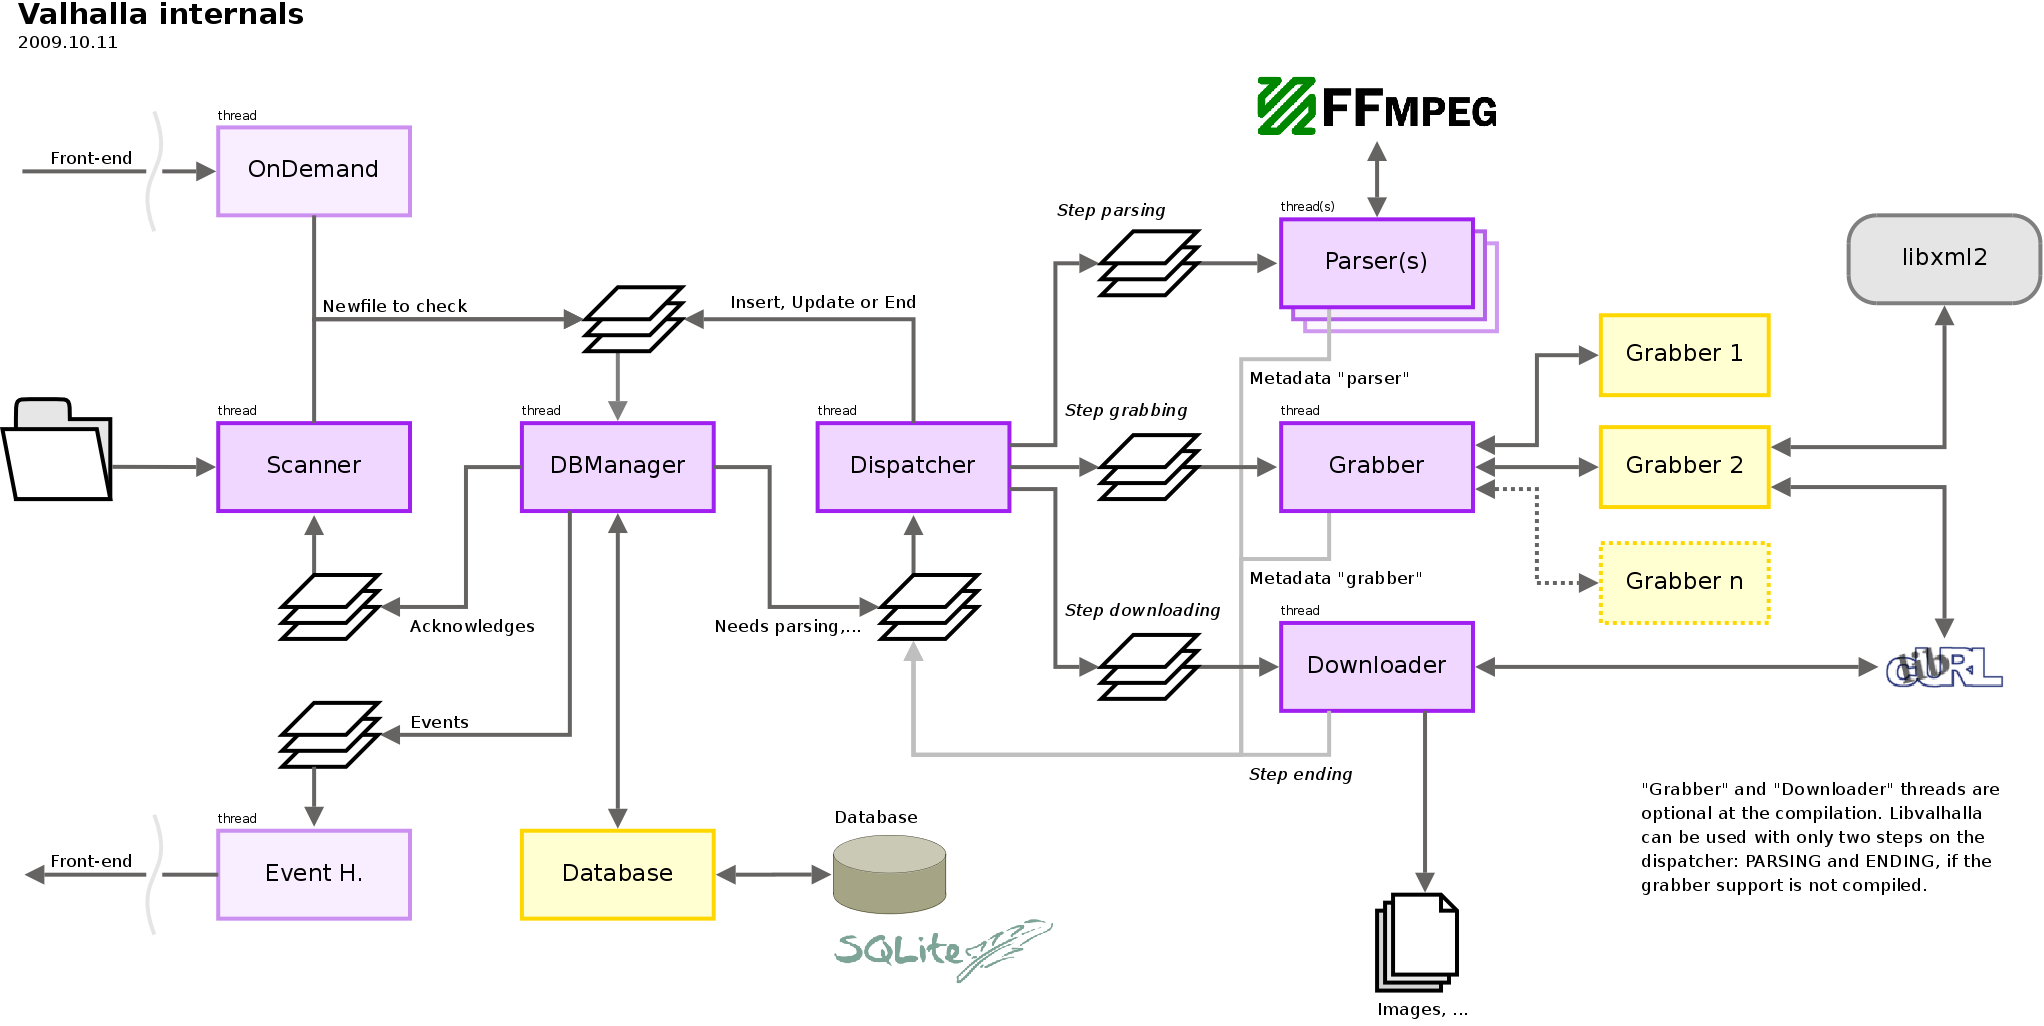 Valhalla internals
2009.10.11
thread
Front-end
OnDemand
FFMPEG
thread(s)
Step parsing
Parser(s)
libxml2
Newfile to check
Insert, Update or End
Grabber 1
Metadata "parser"
thread
thread
thread
Step grabbing
thread
Scanner
DBManager
Dispatcher
Grabber
Grabber 2
Metadata "grabber"
Grabber n
Acknowledges
Needs parsing,...
Step downloading
thread
Downloader
libcURL
Events
Step ending
thread
Front-end
Event H.
Database
Database
SQLite
"Grabber" and "Downloader" threads are
optional at the compilation. Libvalhalla
can be used with only two steps on the
dispatcher: PARSING and ENDING, if the
grabber support is not compiled.
Images, ...